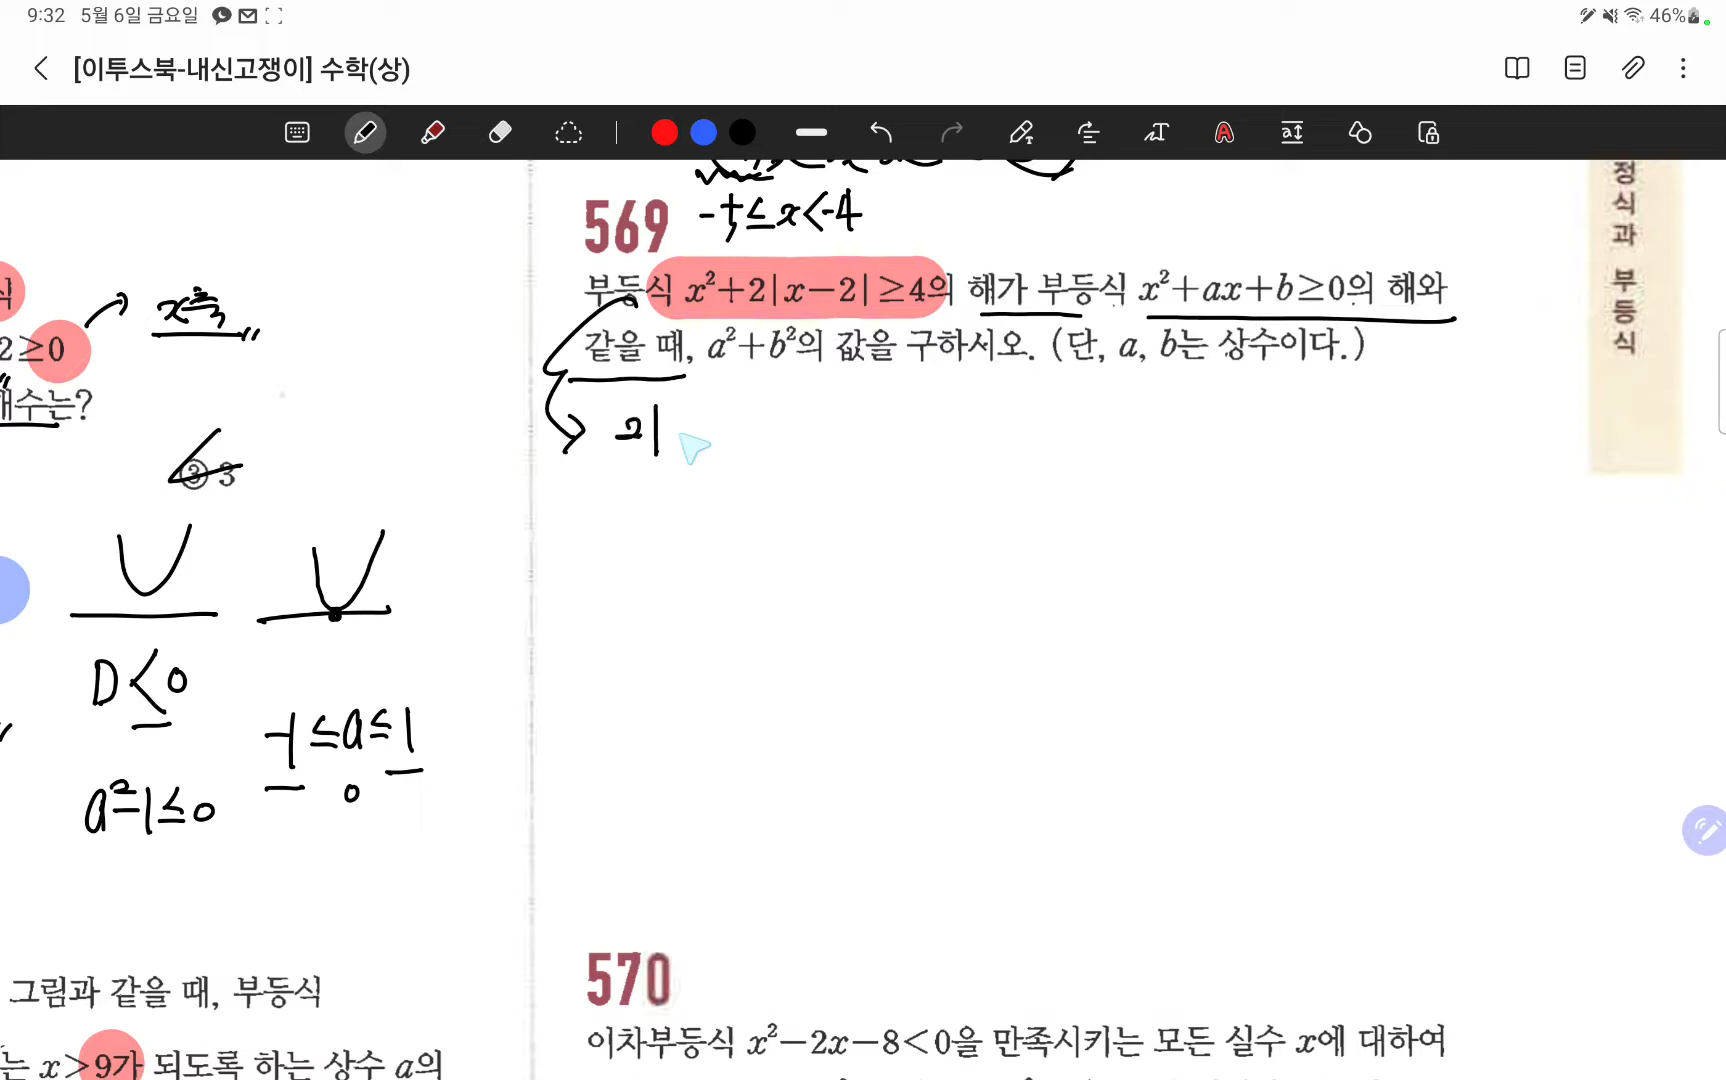 9:32 5월 6일 금요일
46%
[이투스북-내신고쟁이] 수학(상)
정식과 부등식
식
2≥0
개수는?
③ 3
D<0
a²-1≤0
-1≤a≤1
0
그림과 같을 때, 부등식
는 x>9가 되도록 하는 상수 a의
569
부등식 x²+2|x-2|≥4의 해가 부등식 x²+ax+b≥0의 해와
같을 때, a²+b²의 값을 구하시오. (단, a, b는 상수이다.)
2|
570
이차부등식 x²-2x-8<0을 만족시키는 모든 실수 x에 대하여